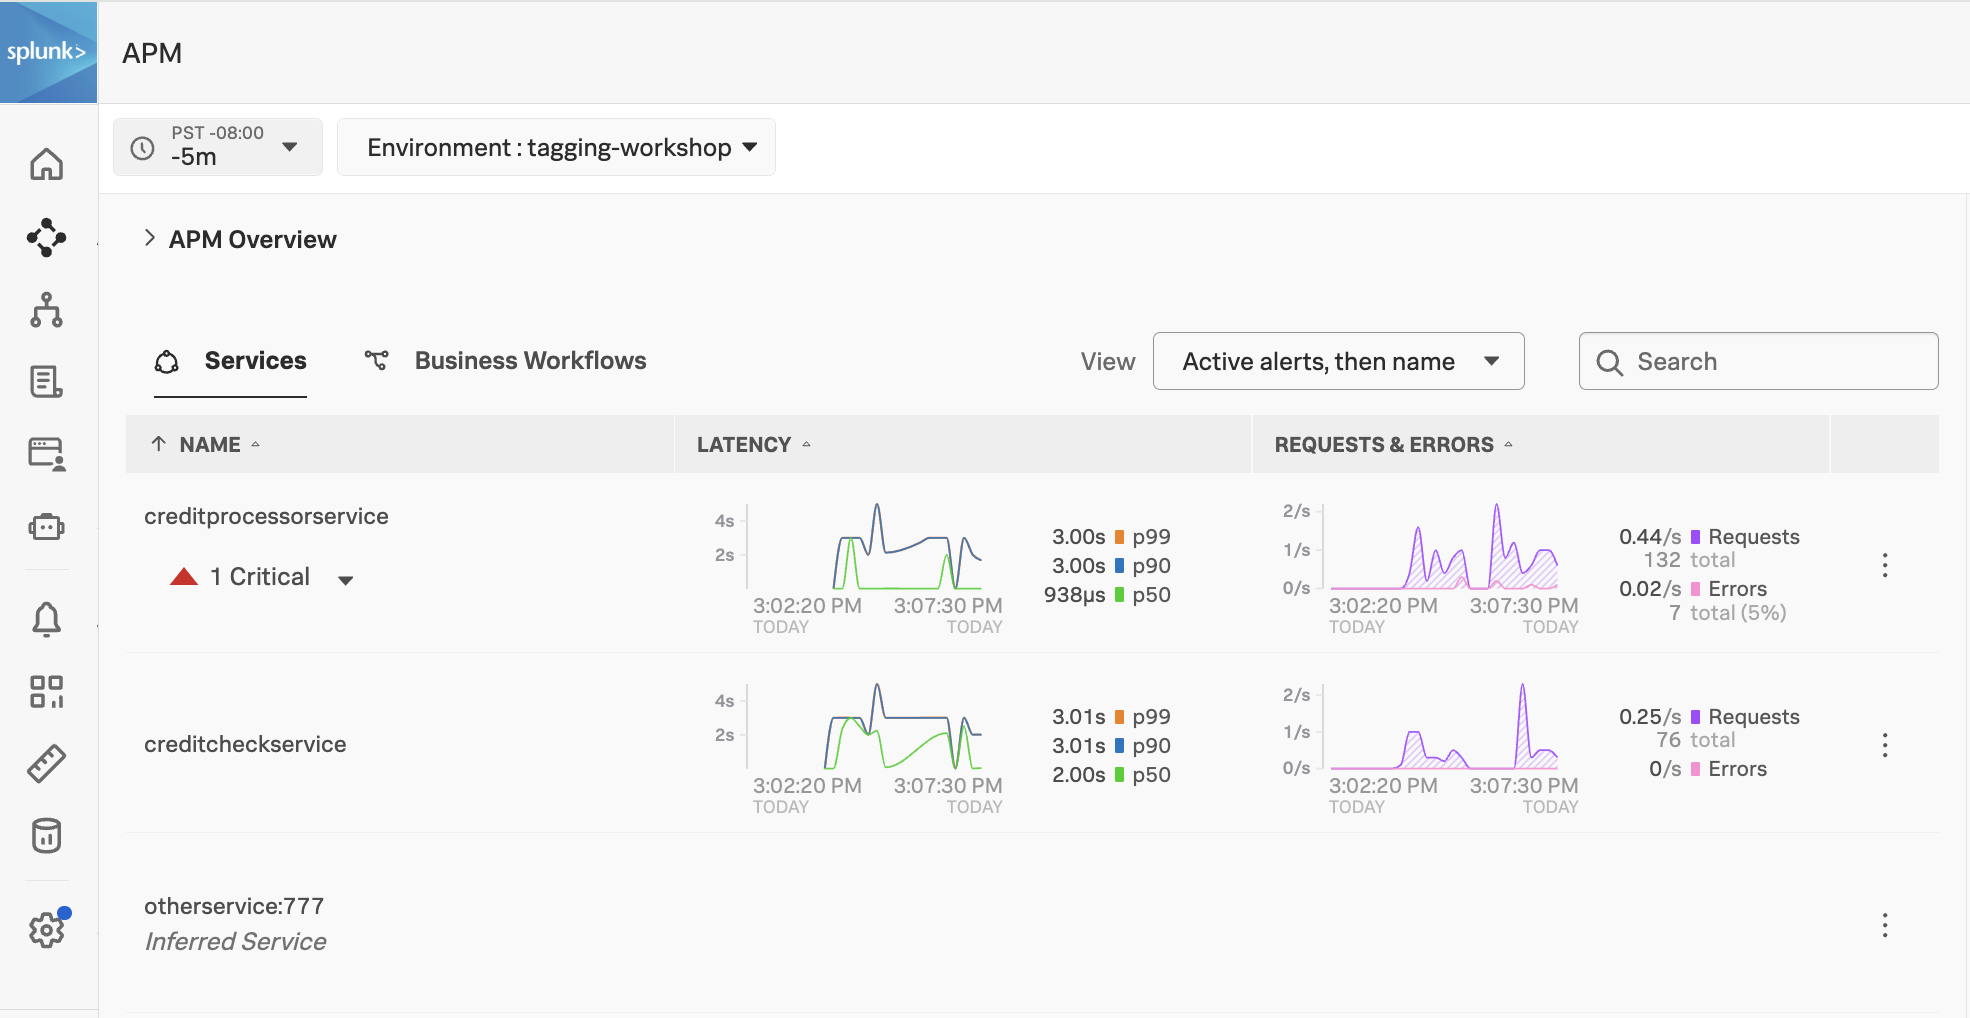 splunk>
APM
PST -08:00
-5m
Environment : tagging-workshop
APM Overview
Services
Business Workflows
View
Active alerts, then name
Search
NAME
LATENCY
REQUESTS & ERRORS
creditprocessorservice
1 Critical
4s
2s
3:02:20 PM
TODAY
3:07:30 PM
TODAY
3.00s p99
3.00s p90
938µs p50
2/s
1/s
0/s
3:02:20 PM
TODAY
3:07:30 PM
TODAY
0.44/s Requests
132 total
0.02/s Errors
7 total (5%)
creditcheckservice
4s
2s
3:02:20 PM
TODAY
3:07:30 PM
TODAY
3.01s p99
3.01s p90
2.00s p50
2/s
1/s
0/s
3:02:20 PM
TODAY
3:07:30 PM
TODAY
0.25/s Requests
76 total
0/s Errors
otherservice:777
Inferred Service